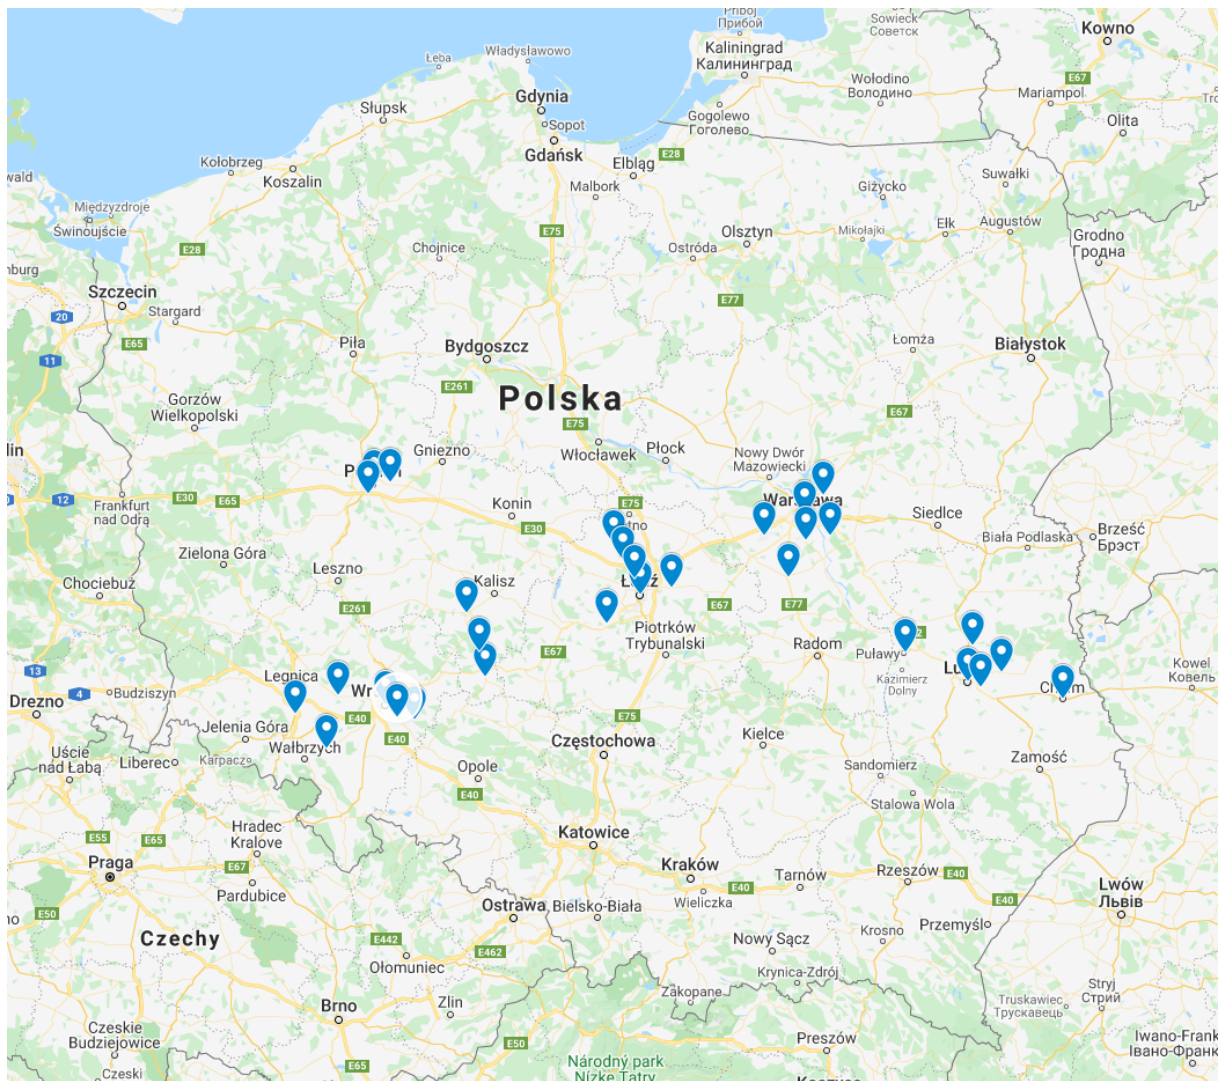 Priboj
Прибой
Sowieck
Советск
Kowno
Władysławowo
Łeba
Kaliningrad
Калининград
E67
Wołodino
Володино
Mariampol
Gdynia
Słupsk
Sopot
Gogolewo
Гоголево
Olita
Gdańsk
E28
Elbląg
Kołobrzeg
Koszalin
Malbork
Giżycko
Suwałki
wald
Międzyzdroje
Świnoujście
E28
E75
Olsztyn
Mikołajki
Ełk
Augustów
Grodno
Гродна
Chojnice
Ostróda
nburg
Szczecin
Stargard
E77
20
E65
11
Piła
Bydgoszcz
Łomża
Białystok
E261
Polska
Gorzów
Wielkopolski
E67
E75
lin
Gniezno
Włocławek
Płock
Nowy Dwór
Mazowiecki
12
Frankfurt
nad Odrą
E30
E65
Konin
E75
E30
Siedlce
Brześć
Брэст
Biała Podlaska
Zielona Góra
Leszno
Kalisz
Chociebuż
E261
E67
E77
Piotrków
Trybunalski
Radom
Puławy
E67
Kazimierz
Dolny
Kowel
Ковель
13
Legnica
4
Budziszyn
Drezno
E40
E75
Jelenia Góra
Wałbrzych
E40
Kielce
Częstochowa
Uście
nad Łabą
Liberec
Karpacz
Opole
Sandomierz
Zamość
E40
Stalowa Wola
Hradec
Kralove
Katowice
E55
E65
Praga
E67
Kraków
Tarnów
Rzeszów
E40
Pardubice
E40
Wieliczka
E40
Lwów
Львів
E50
Ostrawa
Bielsko-Biała
Przemyśl
Czechy
E442
E462
Nowy Sącz
Krosno
Ołomuniec
Krynica-Zdrój
Zakopane
Stryj
Стрий
Brno
Zlin
Truskawiec
Трускавець
Czeskie
Budziejowice
E50
Preszów
Iwano-Frank
Івано-Франк
E65
Národný park
Nízke Tatry
Czeski